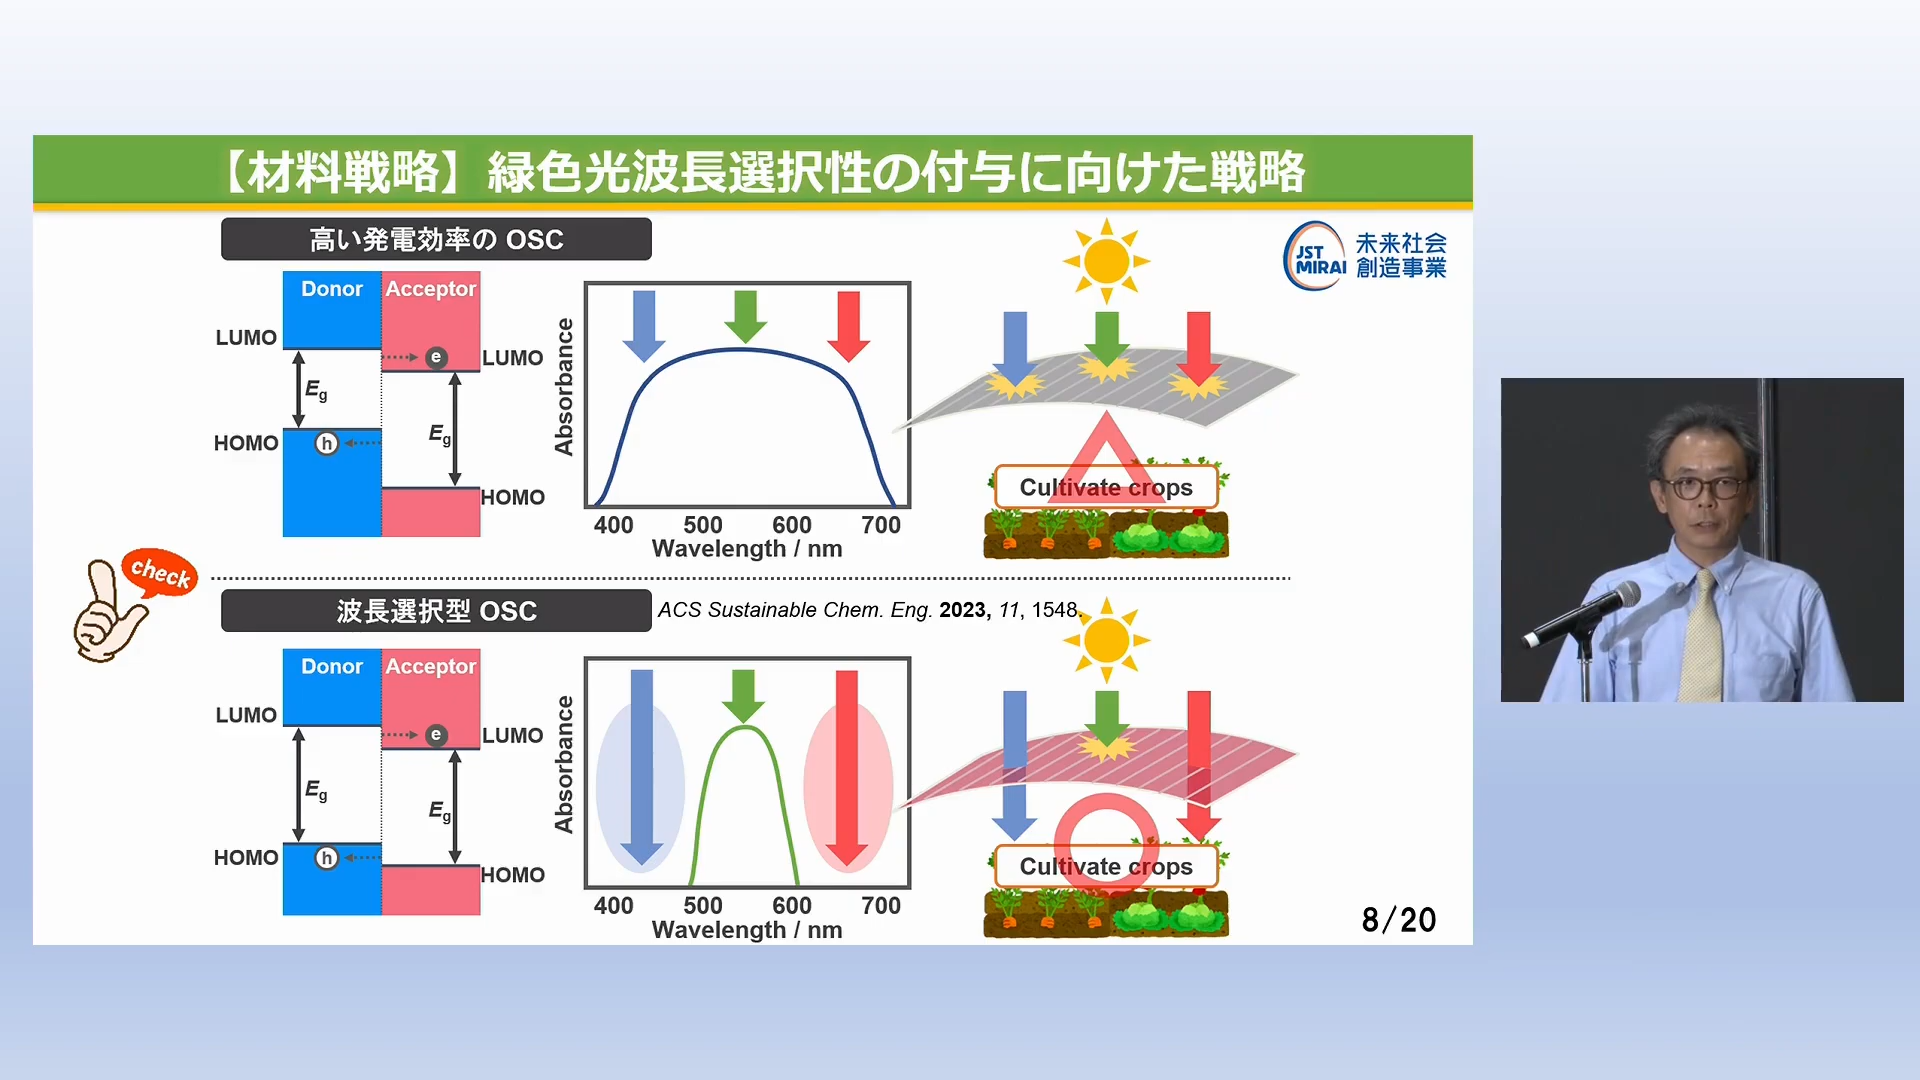 【材料戦略】緑色光波長選択性の付与に向けた戦略
高い発電効率の OSC
JST MIRAI
未来社会
創造事業
Donor Acceptor
LUMO
e
LUMO
Eg
HOMO
h
Eg
HOMO
Absorbance
400 500 600 700
Wavelength / nm
Cultivate crops
check
波長選択型 OSC
ACS Sustainable Chem. Eng. 2023, 11, 1548.
Donor Acceptor
LUMO
e
LUMO
Eg
Eg
HOMO
h
HOMO
Absorbance
400 500 600 700
Wavelength / nm
Cultivate crops
8/20